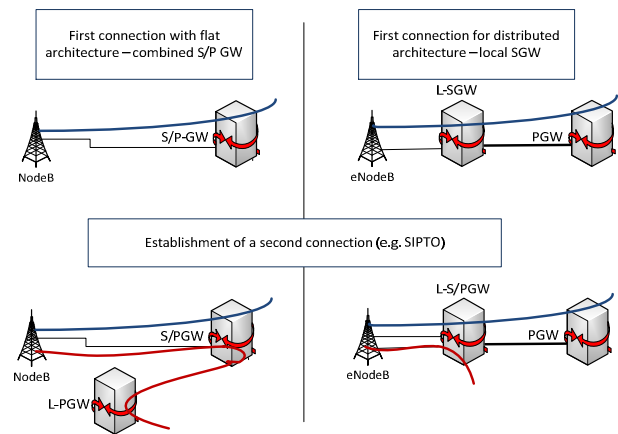 First connection with flat
architecture – combined S/P GW
First connection for distributed
architecture – local SGW
L-SGW
S/P-GW
PGW
NodeB
eNodeB
Establishment of a second connection (e.g. SIPTO)
L-S/PGW
S/PGW
PGW
NodeB
eNodeB
L-PGW